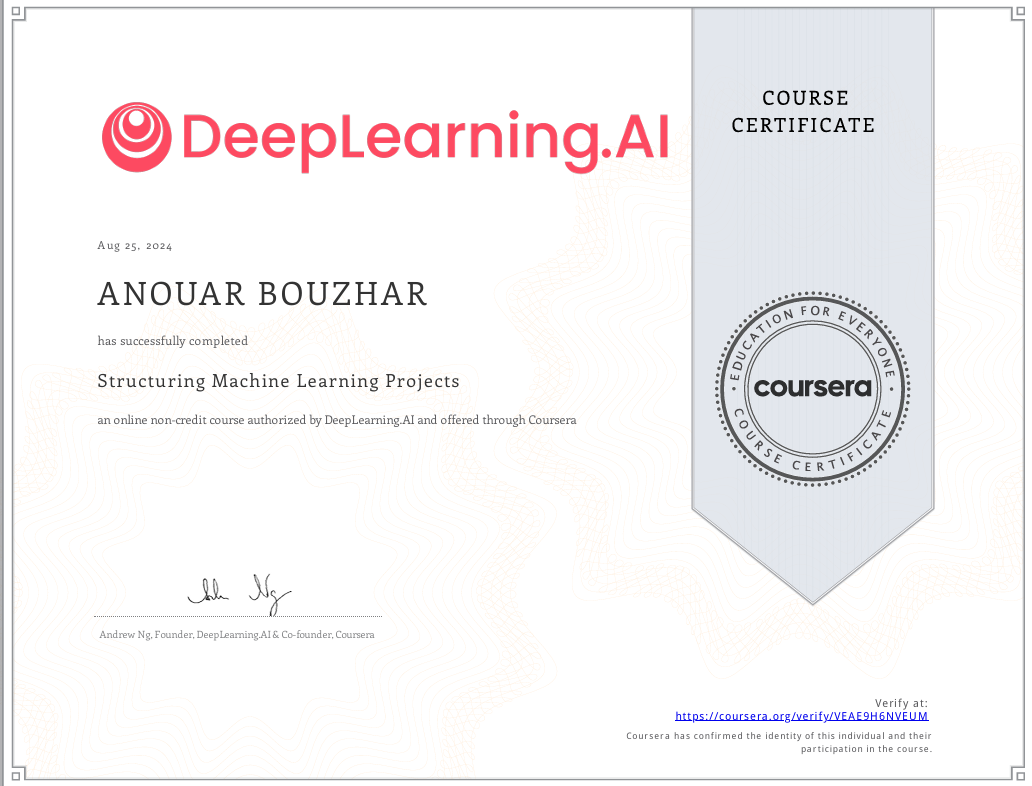 DeepLearning.AI
COURSE
CERTIFICATE
Aug 25, 2024
ANOUAR BOUZHAR
has successfully completed
Structuring Machine Learning Projects
an online non-credit course authorized by DeepLearning.AI and offered through Coursera
EDUCATION FOR EVERYONE
coursera
COURSE CERTIFICATE
Andrew Ng, Founder, DeepLearning.AI & Co-founder, Coursera
Verify at:
https://coursera.org/verify/VEAE9H6NVEUM
Coursera has confirmed the identity of this individual and their
participation in the course.